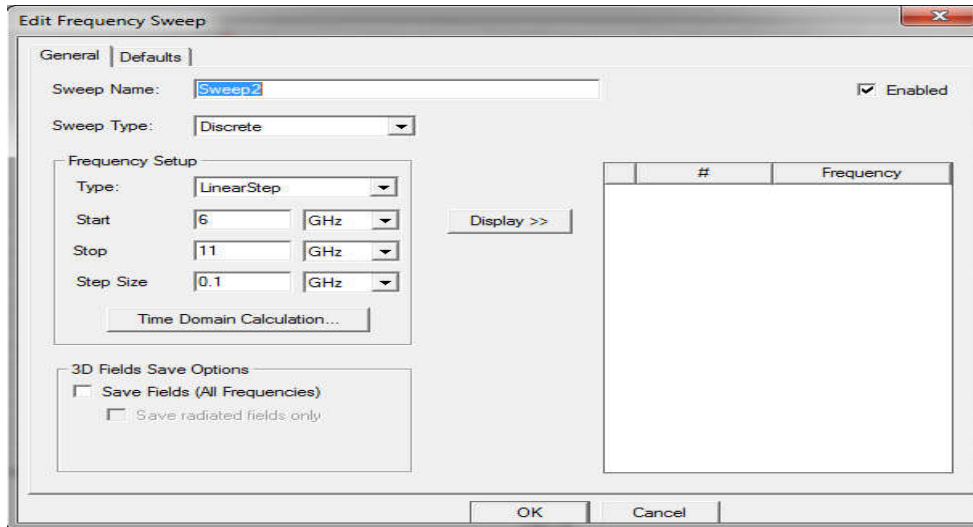 Edit Frequency Sweep
General
Defaults
Sweep Name:
Sweep2
Enabled
Sweep Type:
Discrete
Frequency Setup
Type:
LinearStep
Start
6
GHz
Stop
11
GHz
Step Size
0.1
GHz
Time Domain Calculation...
Display >>
#
Frequency
3D Fields Save Options
Save Fields (All Frequencies)
Save radiated fields only
OK
Cancel